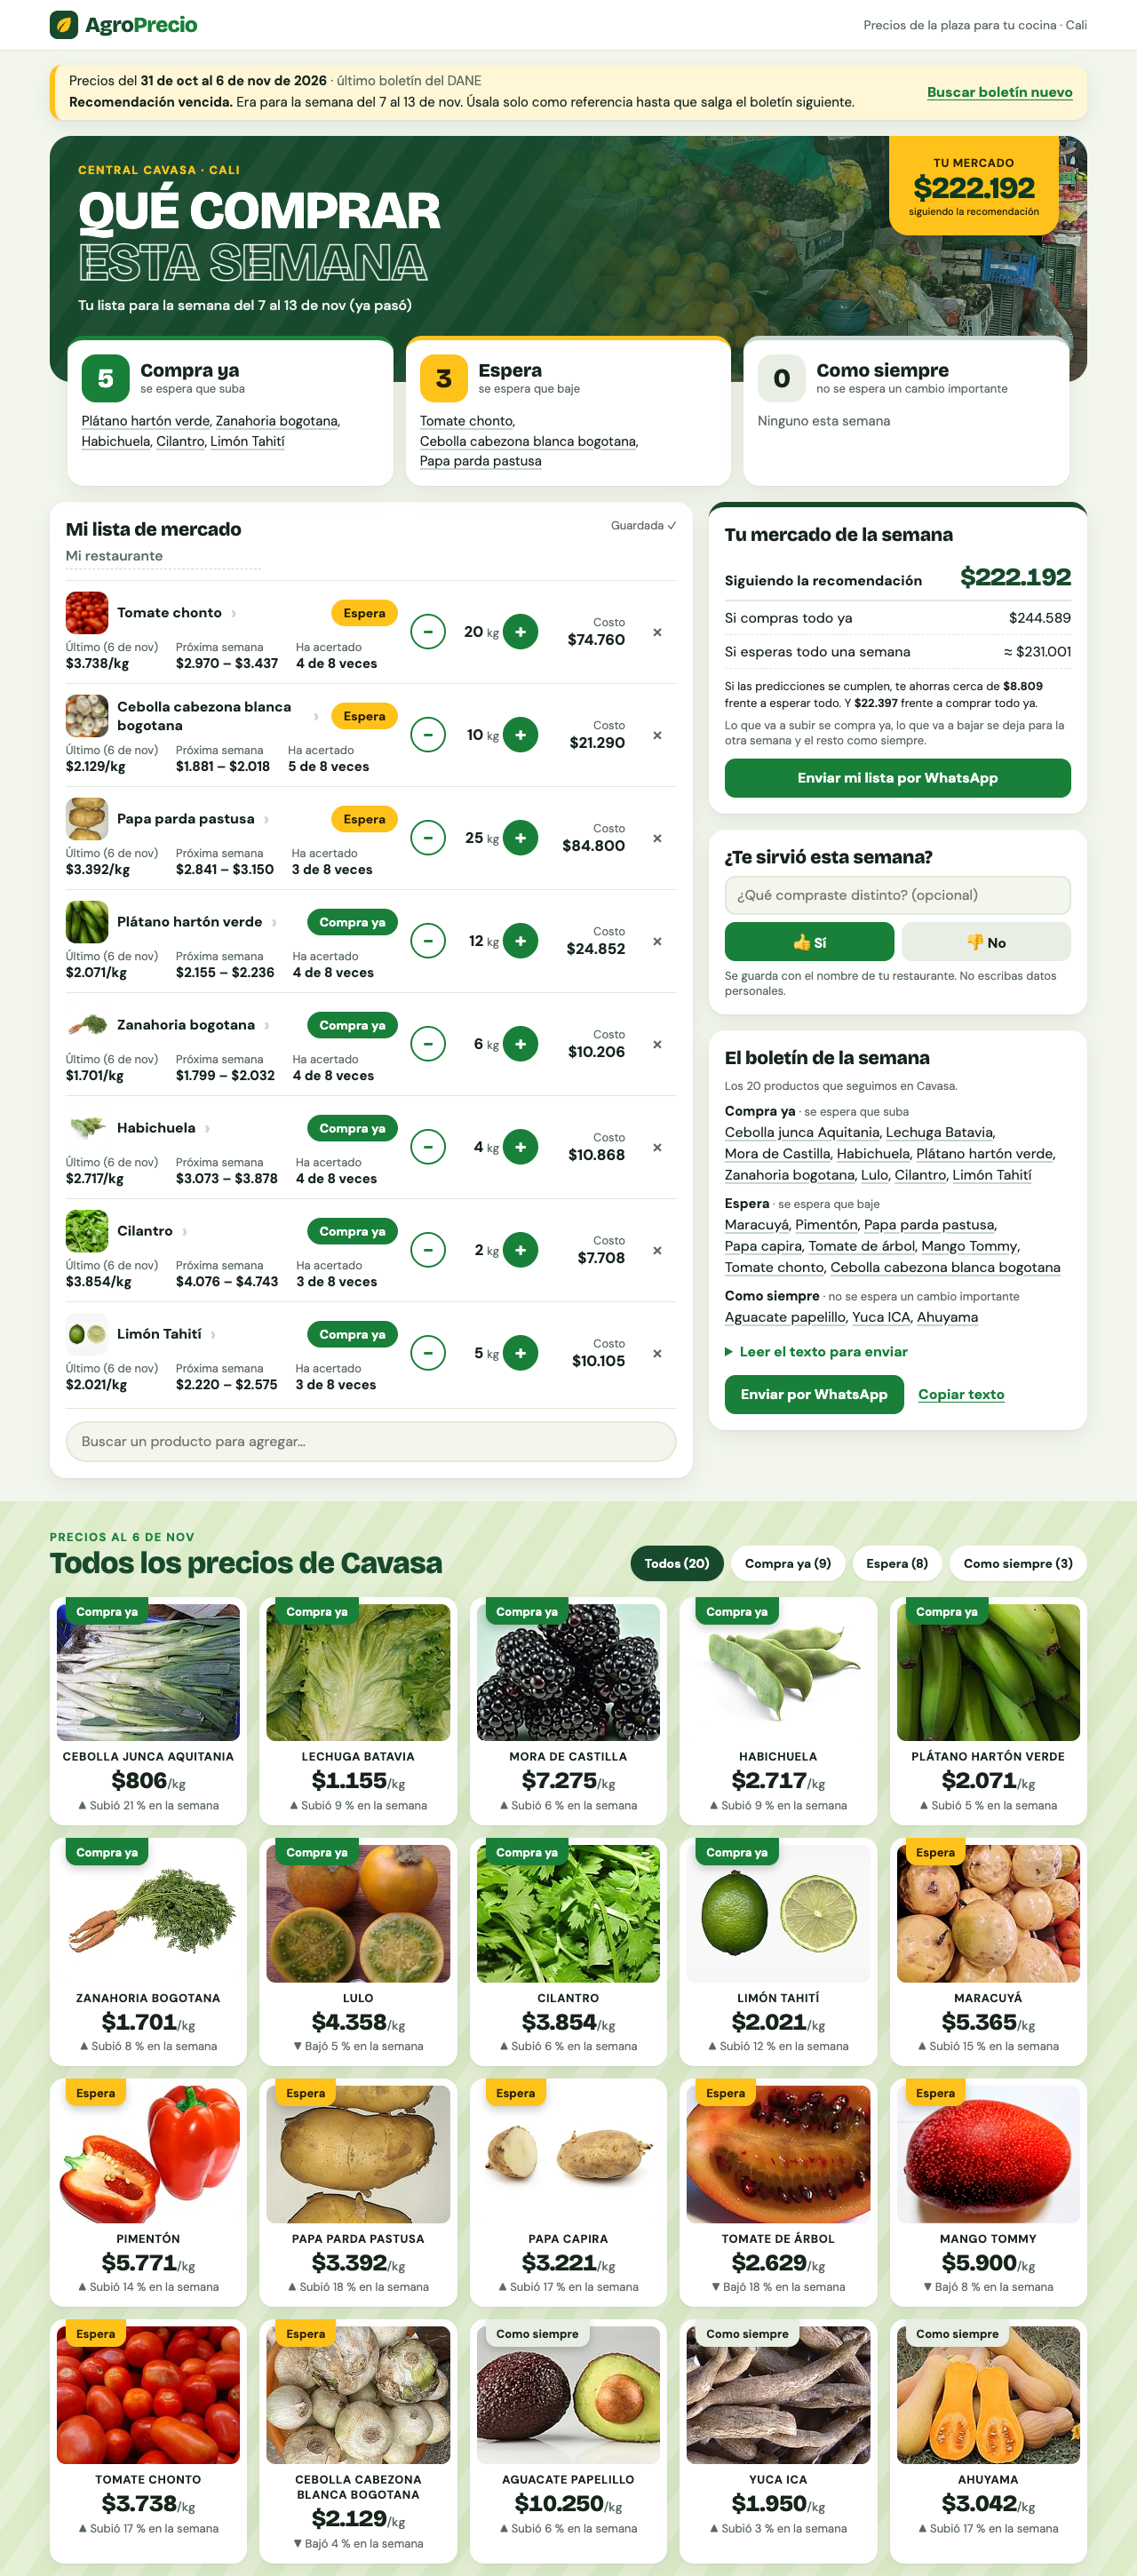 AgroPrecio
Precios de la plaza para tu cocina · Cali
Precios del 31 de oct al 6 de nov de 2026 · último boletín del DANE
Recomendación vencida. Era para la semana del 7 al 13 de nov. Úsala solo como referencia hasta que salga el boletín siguiente.
Buscar boletín nuevo
CENTRAL CAVASA · CALI
QUÉ COMPRAR
ESTA SEMANA
Tu lista para la semana del 7 al 13 de nov (ya pasó)
TU MERCADO
$222.192
siguiendo la recomendación
5
Compra ya
se espera que suba
Plátano hartón verde, Zanahoria bogotana,
Habichuela, Cilantro, Limón Tahití
3
Espera
se espera que baje
Tomate chonto,
Cebolla cabezona blanca bogotana,
Papa parda pastusa
0
Como siempre
no se espera un cambio importante
Ninguno esta semana
Mi lista de mercado
Guardada ✓
Mi restaurante
Tomate chonto ›
Espera
Último (6 de nov) Próxima semana Ha acertado
$3.738/kg $2.970 – $3.437 4 de 8 veces
− 20 kg +
Costo
$74.760
×
Cebolla cabezona blanca
bogotana ›
Espera
Último (6 de nov) Próxima semana Ha acertado
$2.129/kg $1.881 – $2.018 5 de 8 veces
− 10 kg +
Costo
$21.290
×
Papa parda pastusa ›
Espera
Último (6 de nov) Próxima semana Ha acertado
$3.392/kg $2.841 – $3.150 3 de 8 veces
− 25 kg +
Costo
$84.800
×
Plátano hartón verde ›
Compra ya
Último (6 de nov) Próxima semana Ha acertado
$2.071/kg $2.155 – $2.236 4 de 8 veces
− 12 kg +
Costo
$24.852
×
Zanahoria bogotana ›
Compra ya
Último (6 de nov) Próxima semana Ha acertado
$1.701/kg $1.799 – $2.032 4 de 8 veces
− 6 kg +
Costo
$10.206
×
Habichuela ›
Compra ya
Último (6 de nov) Próxima semana Ha acertado
$2.717/kg $3.073 – $3.878 4 de 8 veces
− 4 kg +
Costo
$10.868
×
Cilantro ›
Compra ya
Último (6 de nov) Próxima semana Ha acertado
$3.854/kg $4.076 – $4.743 3 de 8 veces
− 2 kg +
Costo
$7.708
×
Limón Tahití ›
Compra ya
Último (6 de nov) Próxima semana Ha acertado
$2.021/kg $2.220 – $2.575 3 de 8 veces
− 5 kg +
Costo
$10.105
×
Buscar un producto para agregar...
Tu mercado de la semana
Siguiendo la recomendación $222.192
Si compras todo ya $244.589
Si esperas todo una semana ≈ $231.001
Si las predicciones se cumplen, te ahorras cerca de $8.809
frente a esperar todo. Y $22.397 frente a comprar todo ya.
Lo que va a subir se compra ya, lo que va a bajar se deja para la
otra semana y el resto como siempre.
Enviar mi lista por WhatsApp
¿Te sirvió esta semana?
¿Qué compraste distinto? (opcional)
👍 Sí
👎 No
Se guarda con el nombre de tu restaurante. No escribas datos
personales.
El boletín de la semana
Los 20 productos que seguimos en Cavasa.
Compra ya · se espera que suba
Cebolla junca Aquitania, Lechuga Batavia,
Mora de Castilla, Habichuela, Plátano hartón verde,
Zanahoria bogotana, Lulo, Cilantro, Limón Tahití
Espera · se espera que baje
Maracuyá, Pimentón, Papa parda pastusa,
Papa capira, Tomate de árbol, Mango Tommy,
Tomate chonto, Cebolla cabezona blanca bogotana
Como siempre · no se espera un cambio importante
Aguacate papelillo, Yuca ICA, Ahuyama
▶ Leer el texto para enviar
Enviar por WhatsApp
Copiar texto
PRECIOS AL 6 DE NOV
Todos los precios de Cavasa
Todos (20)
Compra ya (9)
Espera (8)
Como siempre (3)
Compra ya
CEBOLLA JUNCA AQUITANIA
$806/kg
▲ Subió 21 % en la semana
Compra ya
LECHUGA BATAVIA
$1.155/kg
▲ Subió 9 % en la semana
Compra ya
MORA DE CASTILLA
$7.275/kg
▲ Subió 6 % en la semana
Compra ya
HABICHUELA
$2.717/kg
▲ Subió 9 % en la semana
Compra ya
PLÁTANO HARTÓN VERDE
$2.071/kg
▲ Subió 5 % en la semana
Compra ya
ZANAHORIA BOGOTANA
$1.701/kg
▲ Subió 8 % en la semana
Compra ya
LULO
$4.358/kg
▼ Bajó 5 % en la semana
Compra ya
CILANTRO
$3.854/kg
▲ Subió 6 % en la semana
Compra ya
LIMÓN TAHITÍ
$2.021/kg
▲ Subió 12 % en la semana
Espera
MARACUYÁ
$5.365/kg
▲ Subió 15 % en la semana
Espera
PIMENTÓN
$5.771/kg
▲ Subió 14 % en la semana
Espera
PAPA PARDA PASTUSA
$3.392/kg
▲ Subió 18 % en la semana
Espera
PAPA CAPIRA
$3.221/kg
▲ Subió 17 % en la semana
Espera
TOMATE DE ÁRBOL
$2.629/kg
▼ Bajó 18 % en la semana
Espera
MANGO TOMMY
$5.900/kg
▼ Bajó 8 % en la semana
Espera
TOMATE CHONTO
$3.738/kg
▲ Subió 17 % en la semana
Espera
CEBOLLA CABEZONA
BLANCA BOGOTANA
$2.129/kg
▼ Bajó 4 % en la semana
Como siempre
AGUACATE PAPELILLO
$10.250/kg
▲ Subió 6 % en la semana
Como siempre
YUCA ICA
$1.950/kg
▲ Subió 3 % en la semana
Como siempre
AHUYAMA
$3.042/kg
▲ Subió 17 % en la semana